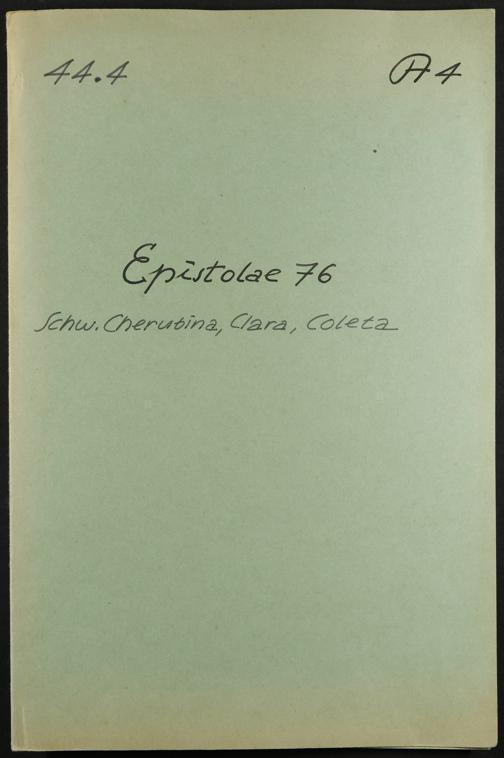 44.4
A4
Epistolae 76
Schw. Cherubina, Clara, Coleta